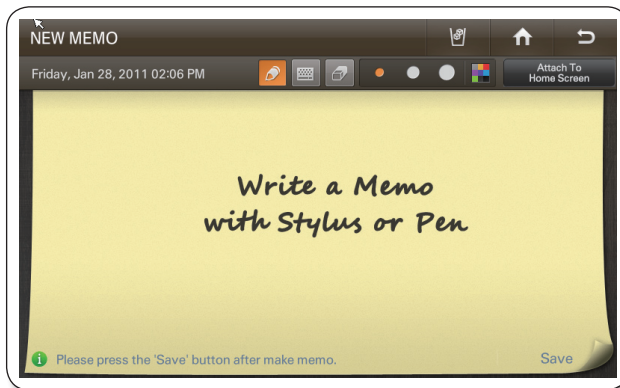 NEW MEMO
Friday, Jan 28, 2011 02:06 PM
Attach To
Home Screen
Write a Memo
with Stylus or Pen
Please press the 'Save' button after make memo.
Save